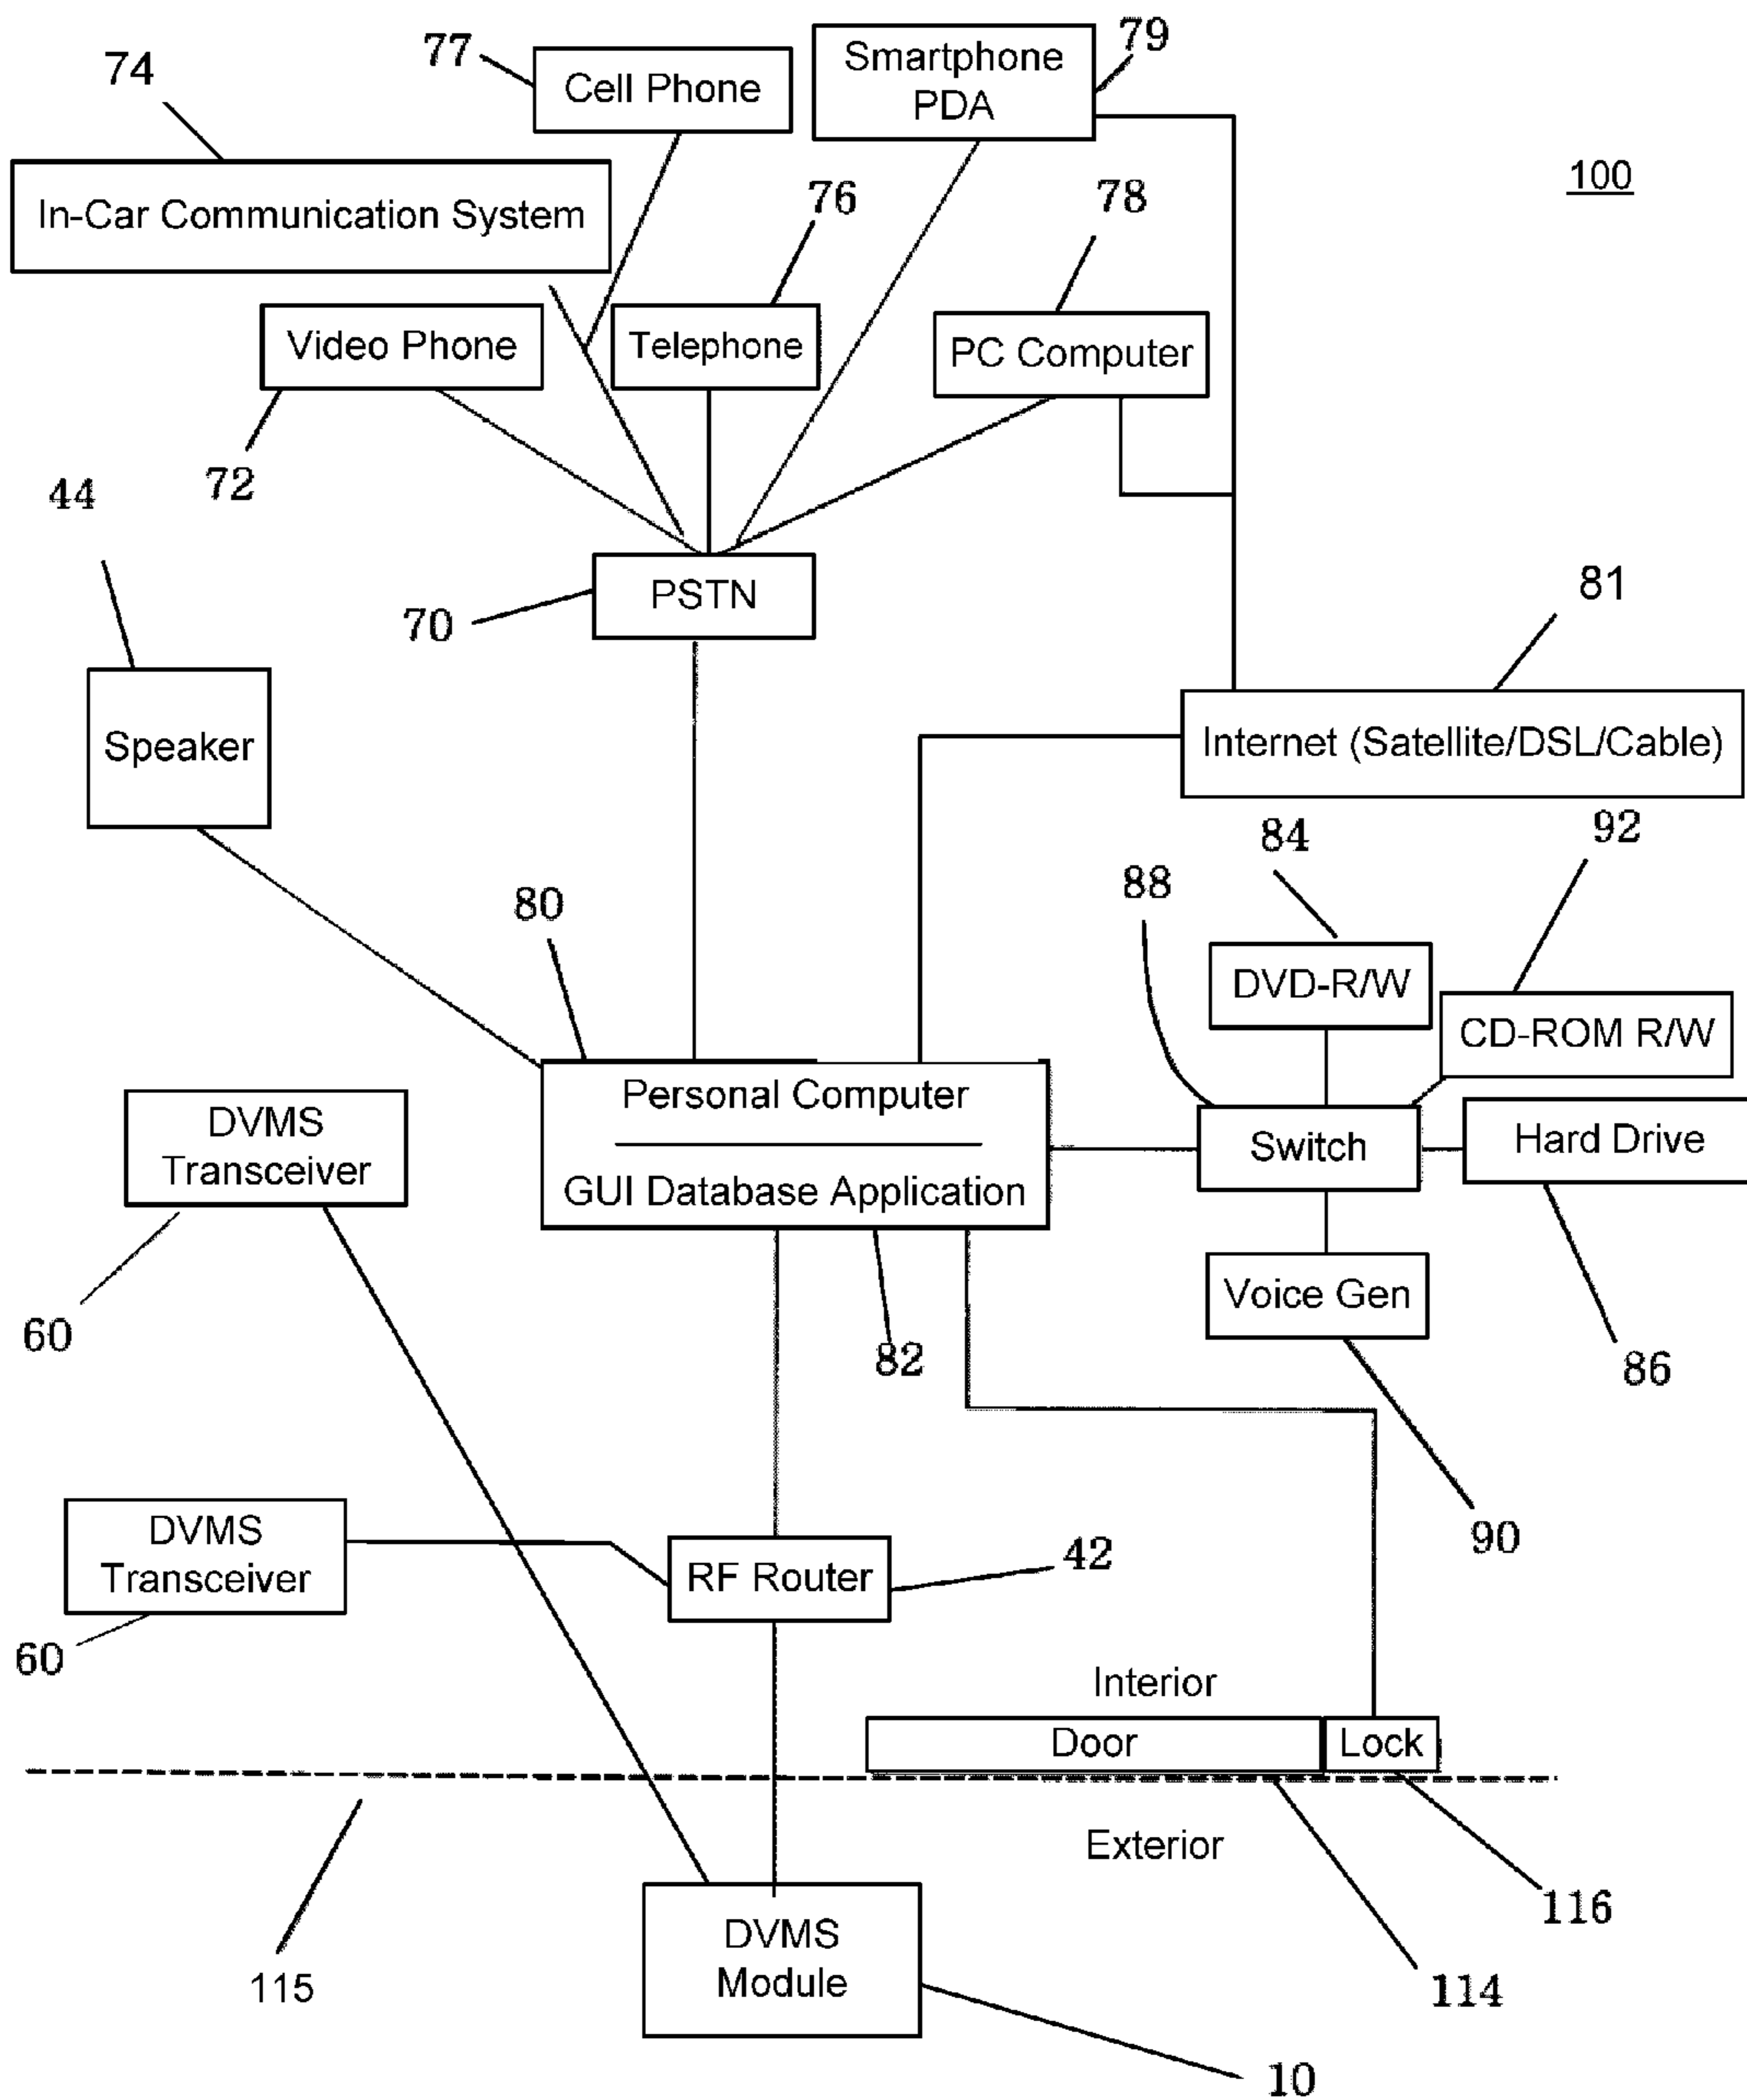 77
Cell Phone
Smartphone
PDA
79
74
In-Car Communication System
100
76
78
Video Phone
Telephone
PC Computer
72
44
PSTN
70
81
Speaker
Internet (Satellite/DSL/Cable)
84
92
88
80
DVD-R/W
CD-ROM R/W
Personal Computer
GUI Database Application
DVMS
Transceiver
Switch
Hard Drive
Voice Gen
60
82
86
DVMS
Transceiver
RF Router
42
90
60
Interior
Door
Lock
Exterior
115
DVMS
Module
116
114
10